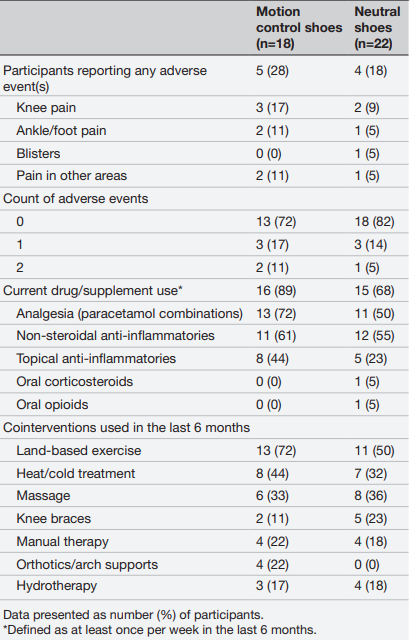 Motion control shoes (n=18) Neutral shoes (n=22)
Participants reporting any adverse event(s) 5 (28) 4 (18)
Knee pain 3 (17) 2 (9)
Ankle/foot pain 2 (11) 1 (5)
Blisters 0 (0) 1 (5)
Pain in other areas 2 (11) 1 (5)
Count of adverse events
0 13 (72) 18 (82)
1 3 (17) 3 (14)
2 2 (11) 1 (5)
Current drug/supplement use* 16 (89) 15 (68)
Analgesia (paracetamol combinations) 13 (72) 11 (50)
Non-steroidal anti-inflammatories 11 (61) 12 (55)
Topical anti-inflammatories 8 (44) 5 (23)
Oral corticosteroids 0 (0) 1 (5)
Oral opioids 0 (0) 1 (5)
Cointerventions used in the last 6 months
Land-based exercise 13 (72) 11 (50)
Heat/cold treatment 8 (44) 7 (32)
Massage 6 (33) 8 (36)
Knee braces 2 (11) 5 (23)
Manual therapy 4 (22) 4 (18)
Orthotics/arch supports 4 (22) 0 (0)
Hydrotherapy 3 (17) 4 (18)
Data presented as number (%) of participants.
*Defined as at least once per week in the last 6 months.